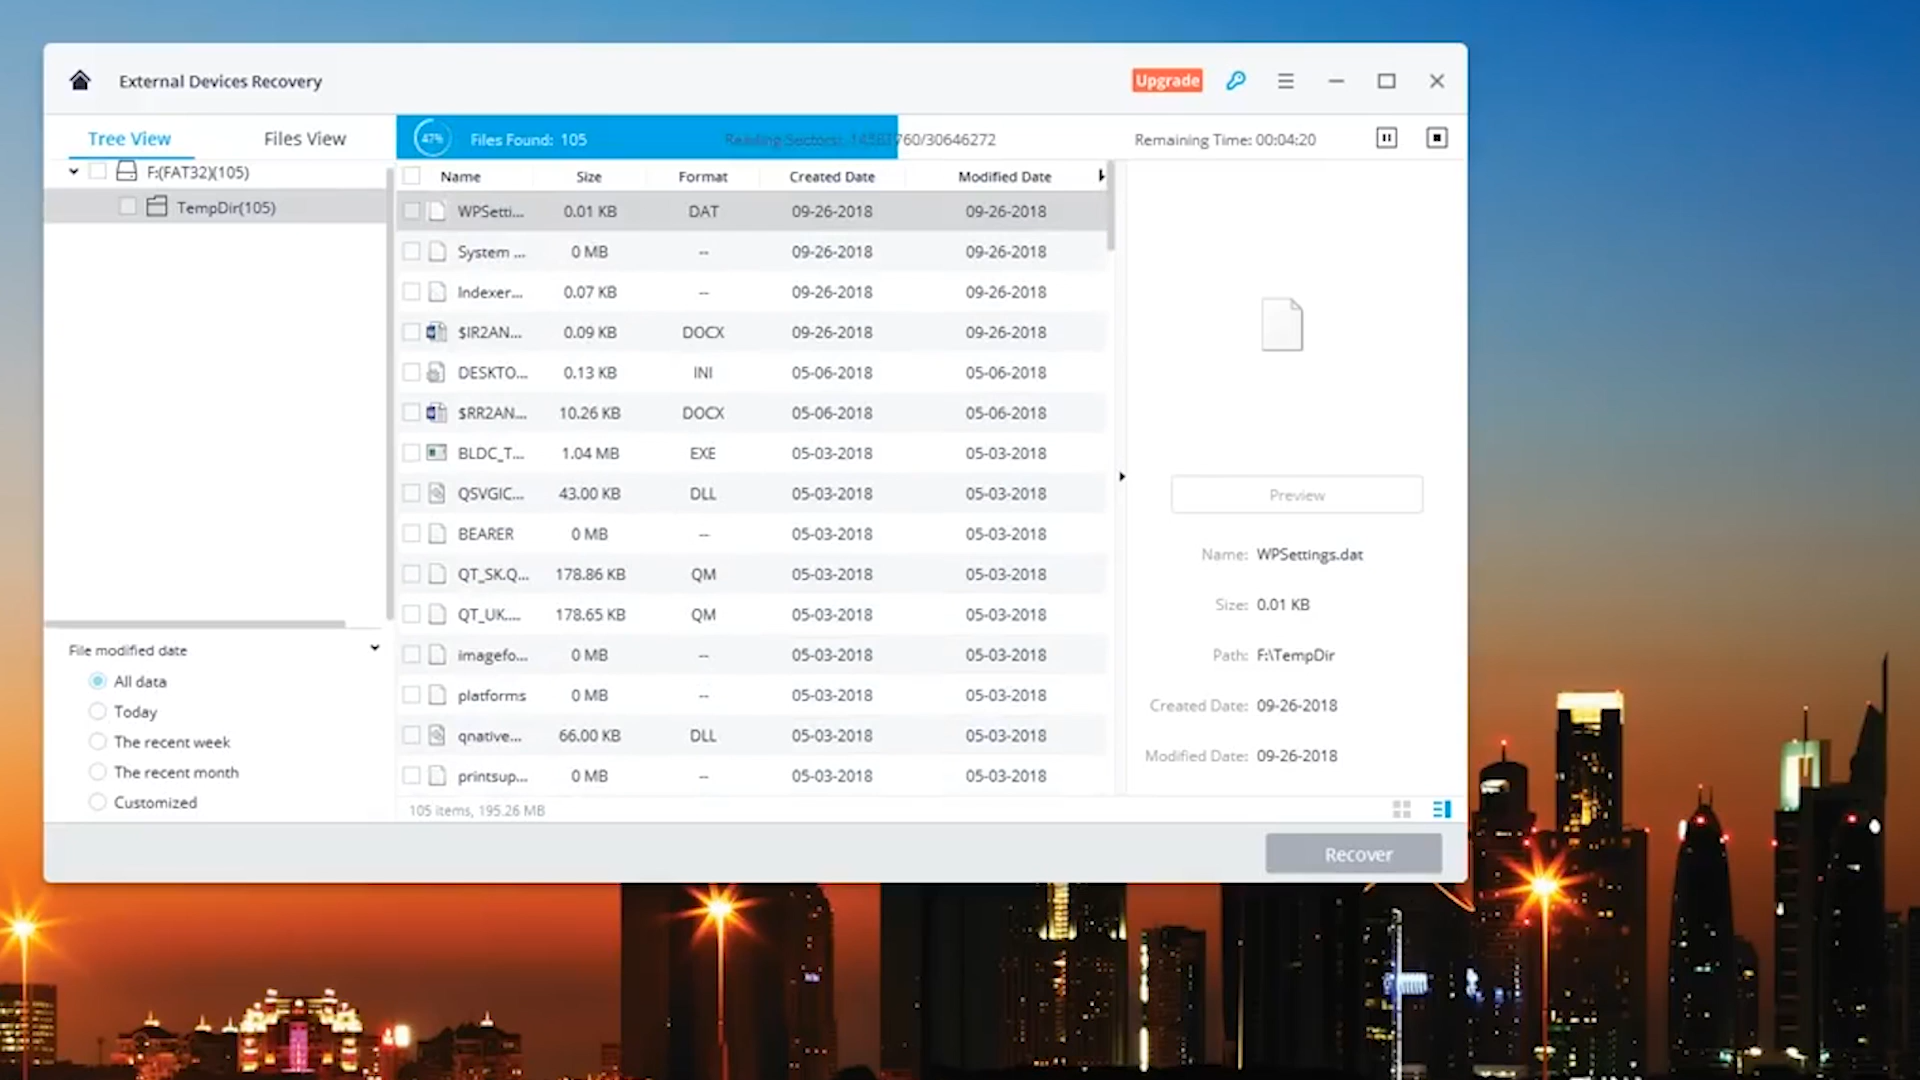 External Devices Recovery
Upgrade
Tree View
Files View
47%
Files Found: 105
Reading Sectors: 14563760/30646272
Remaining Time: 00:04:20
F:(FAT32)(105)
TempDir(105)
Name Size Format Created Date Modified Date
WPSetti... 0.01 KB DAT 09-26-2018 09-26-2018
System ... 0 MB -- 09-26-2018 09-26-2018
Indexer... 0.07 KB -- 09-26-2018 09-26-2018
$IR2AN... 0.09 KB DOCX 09-26-2018 09-26-2018
DESKTO... 0.13 KB INI 05-06-2018 05-06-2018
$RR2AN... 10.26 KB DOCX 05-06-2018 05-06-2018
BLDC_T... 1.04 MB EXE 05-03-2018 05-03-2018
QSVGIC... 43.00 KB DLL 05-03-2018 05-03-2018
BEARER 0 MB -- 05-03-2018 05-03-2018
QT_SK.Q... 178.86 KB QM 05-03-2018 05-03-2018
QT_UK.... 178.65 KB QM 05-03-2018 05-03-2018
imagefo... 0 MB -- 05-03-2018 05-03-2018
platforms 0 MB -- 05-03-2018 05-03-2018
qnative... 66.00 KB DLL 05-03-2018 05-03-2018
printsup... 0 MB -- 05-03-2018 05-03-2018
105 items, 195.26 MB
File modified date
All data
Today
The recent week
The recent month
Customized
Preview
Name: WPSettings.dat
Size: 0.01 KB
Path: F:\TempDir
Created Date: 09-26-2018
Modified Date: 09-26-2018
Recover